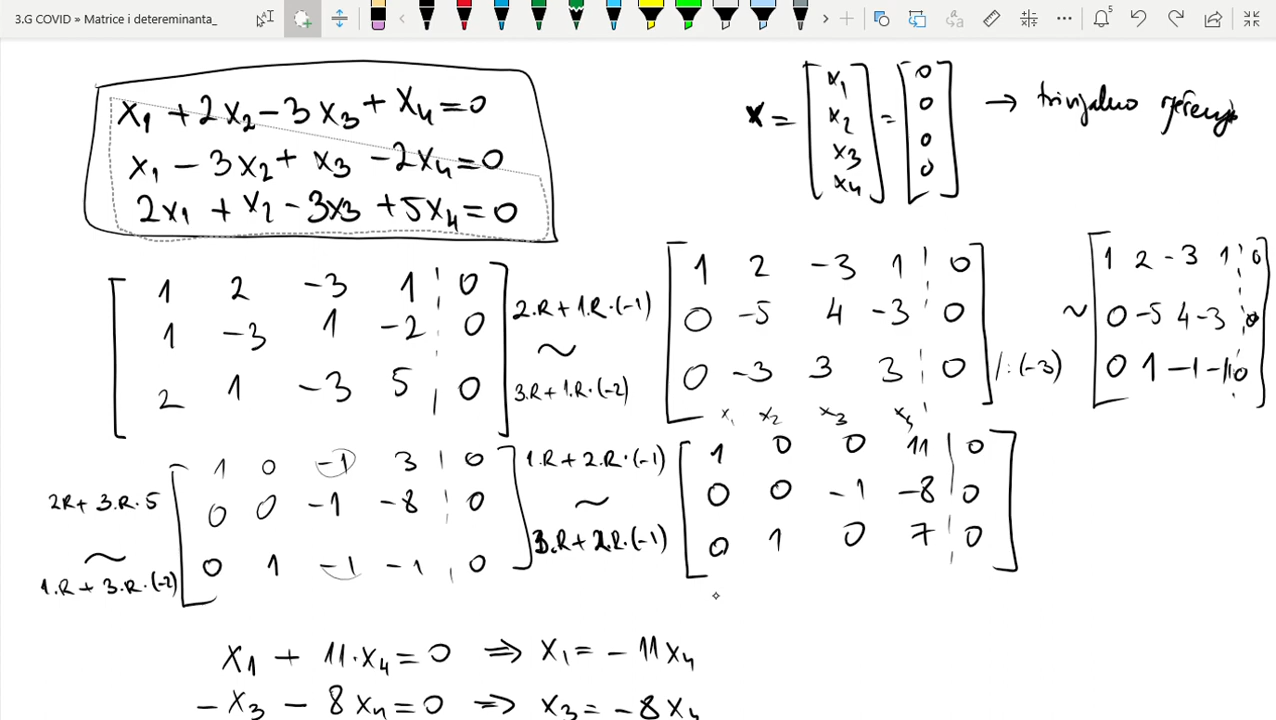 3.G COVID » Matrice i detereminanta_
5
x₁ + 2x₂ - 3x₃ + x₄ = 0
x₁ - 3x₂ + x₃ - 2x₄ = 0
2x₁ + x₂ - 3x₃ + 5x₄ = 0
x = [x₁ x₂ x₃ x₄] = [0 0 0 0] → trivijalno rješenje
1 2 -3 1 ¦ 0
1 -3 1 -2 ¦ 0
2 1 -3 5 ¦ 0
2.R + 1.R·(-1)
~
3.R + 1.R·(-2)
1 2 -3 1 ¦ 0
0 -5 4 -3 ¦ 0
0 -3 3 3 ¦ 0 /:(-3)
~
1 2 -3 1 ¦ 0
0 -5 4 -3 ¦ 0
0 1 -1 -1 ¦ 0
2R + 3.R·5
~
1.R + 3.R·(-2)
1 0 -1 3 ¦ 0
0 0 -1 -8 ¦ 0
0 1 -1 -1 ¦ 0
1.R + 2.R·(-1)
~
3.R + 2.R·(-1)
x₁ x₂ x₃ x₄
1 0 0 11 ¦ 0
0 0 -1 -8 ¦ 0
0 1 0 7 ¦ 0
x₁ + 11·x₄ = 0 ⇒ x₁ = -11x₄
-x₃ - 8x₄ = 0 ⇒ x₃ = -8x₄